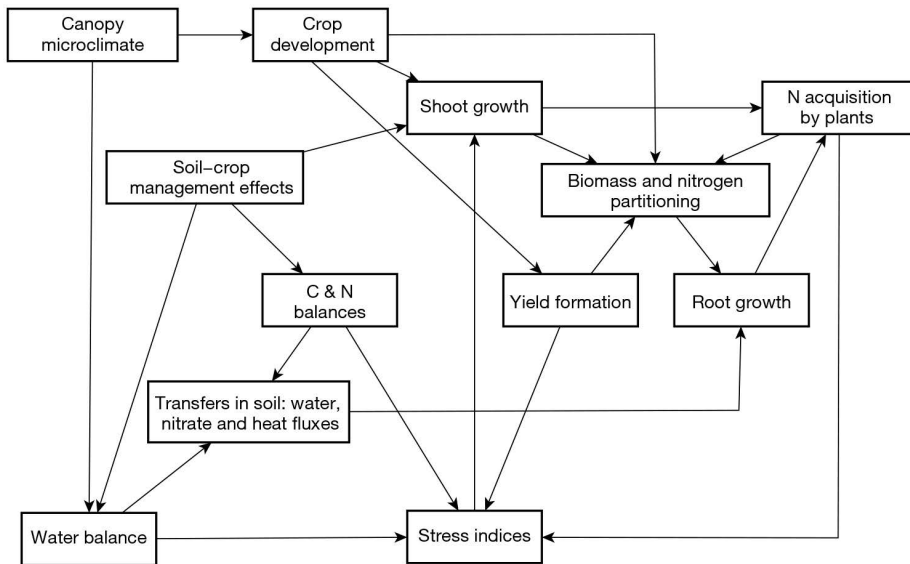 Canopy
microclimate
Crop
development
Shoot growth
N acquisition
by plants
Soil–crop
management effects
Biomass and nitrogen
partitioning
C & N
balances
Yield formation
Root growth
Transfers in soil: water,
nitrate and heat fluxes
Water balance
Stress indices